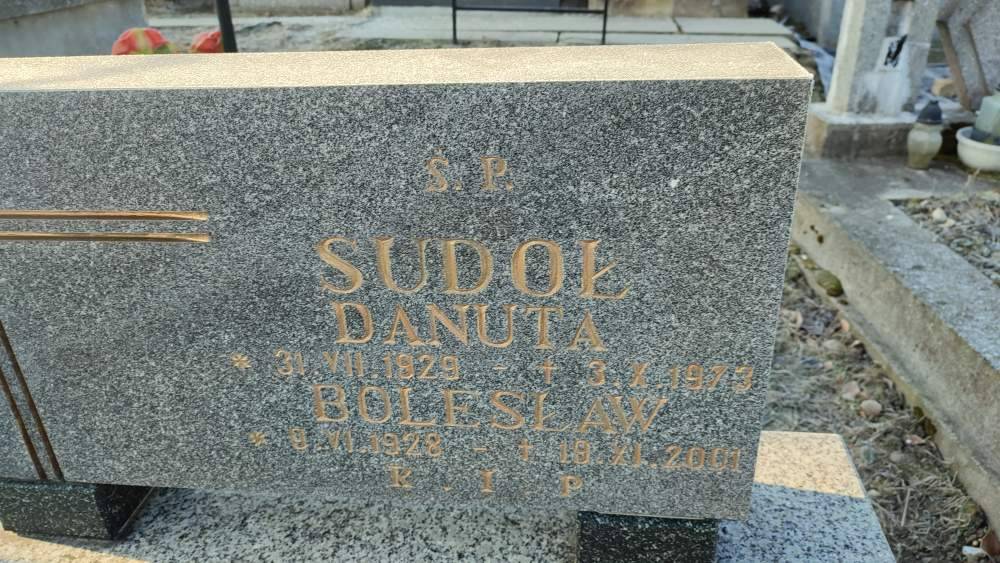 Ś. P.
SUDOŁ
DANUTA
* 31.VII.1929 - † 3.X.1973
BOLESŁAW
* 9.VI.1928 - † 19.XI.2001
R. I. P